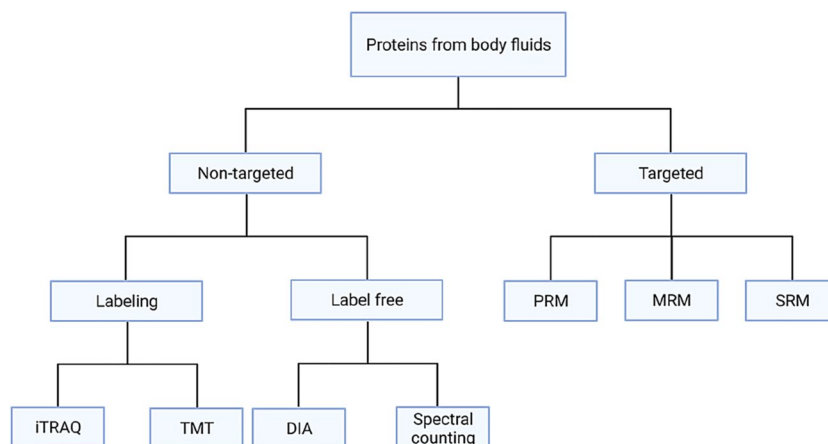 Proteins from body fluids
Non-targeted
Targeted
Labeling
Label free
PRM
MRM
SRM
iTRAQ
TMT
DIA
Spectral
counting